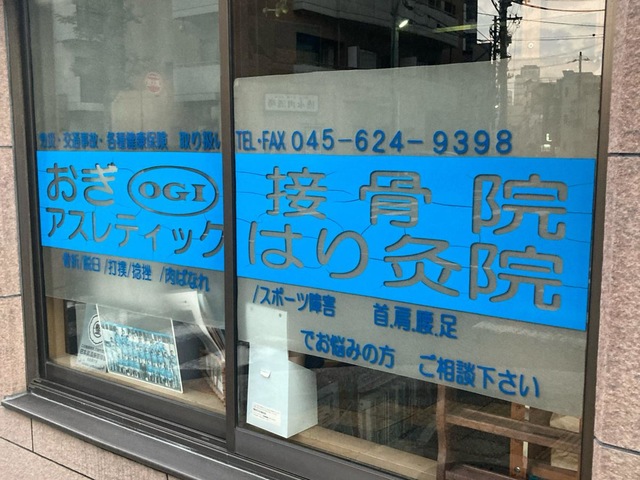 労災・交通事故・各種健康保険 取り扱い TEL・FAX 045-624-9398
おぎ OGI 接骨院
アスレティック はり灸院
骨折/脱臼/打撲/捻挫 /肉ばなれ /スポーツ障害 首.肩.腰.足
でお悩みの方 ご相談下さい